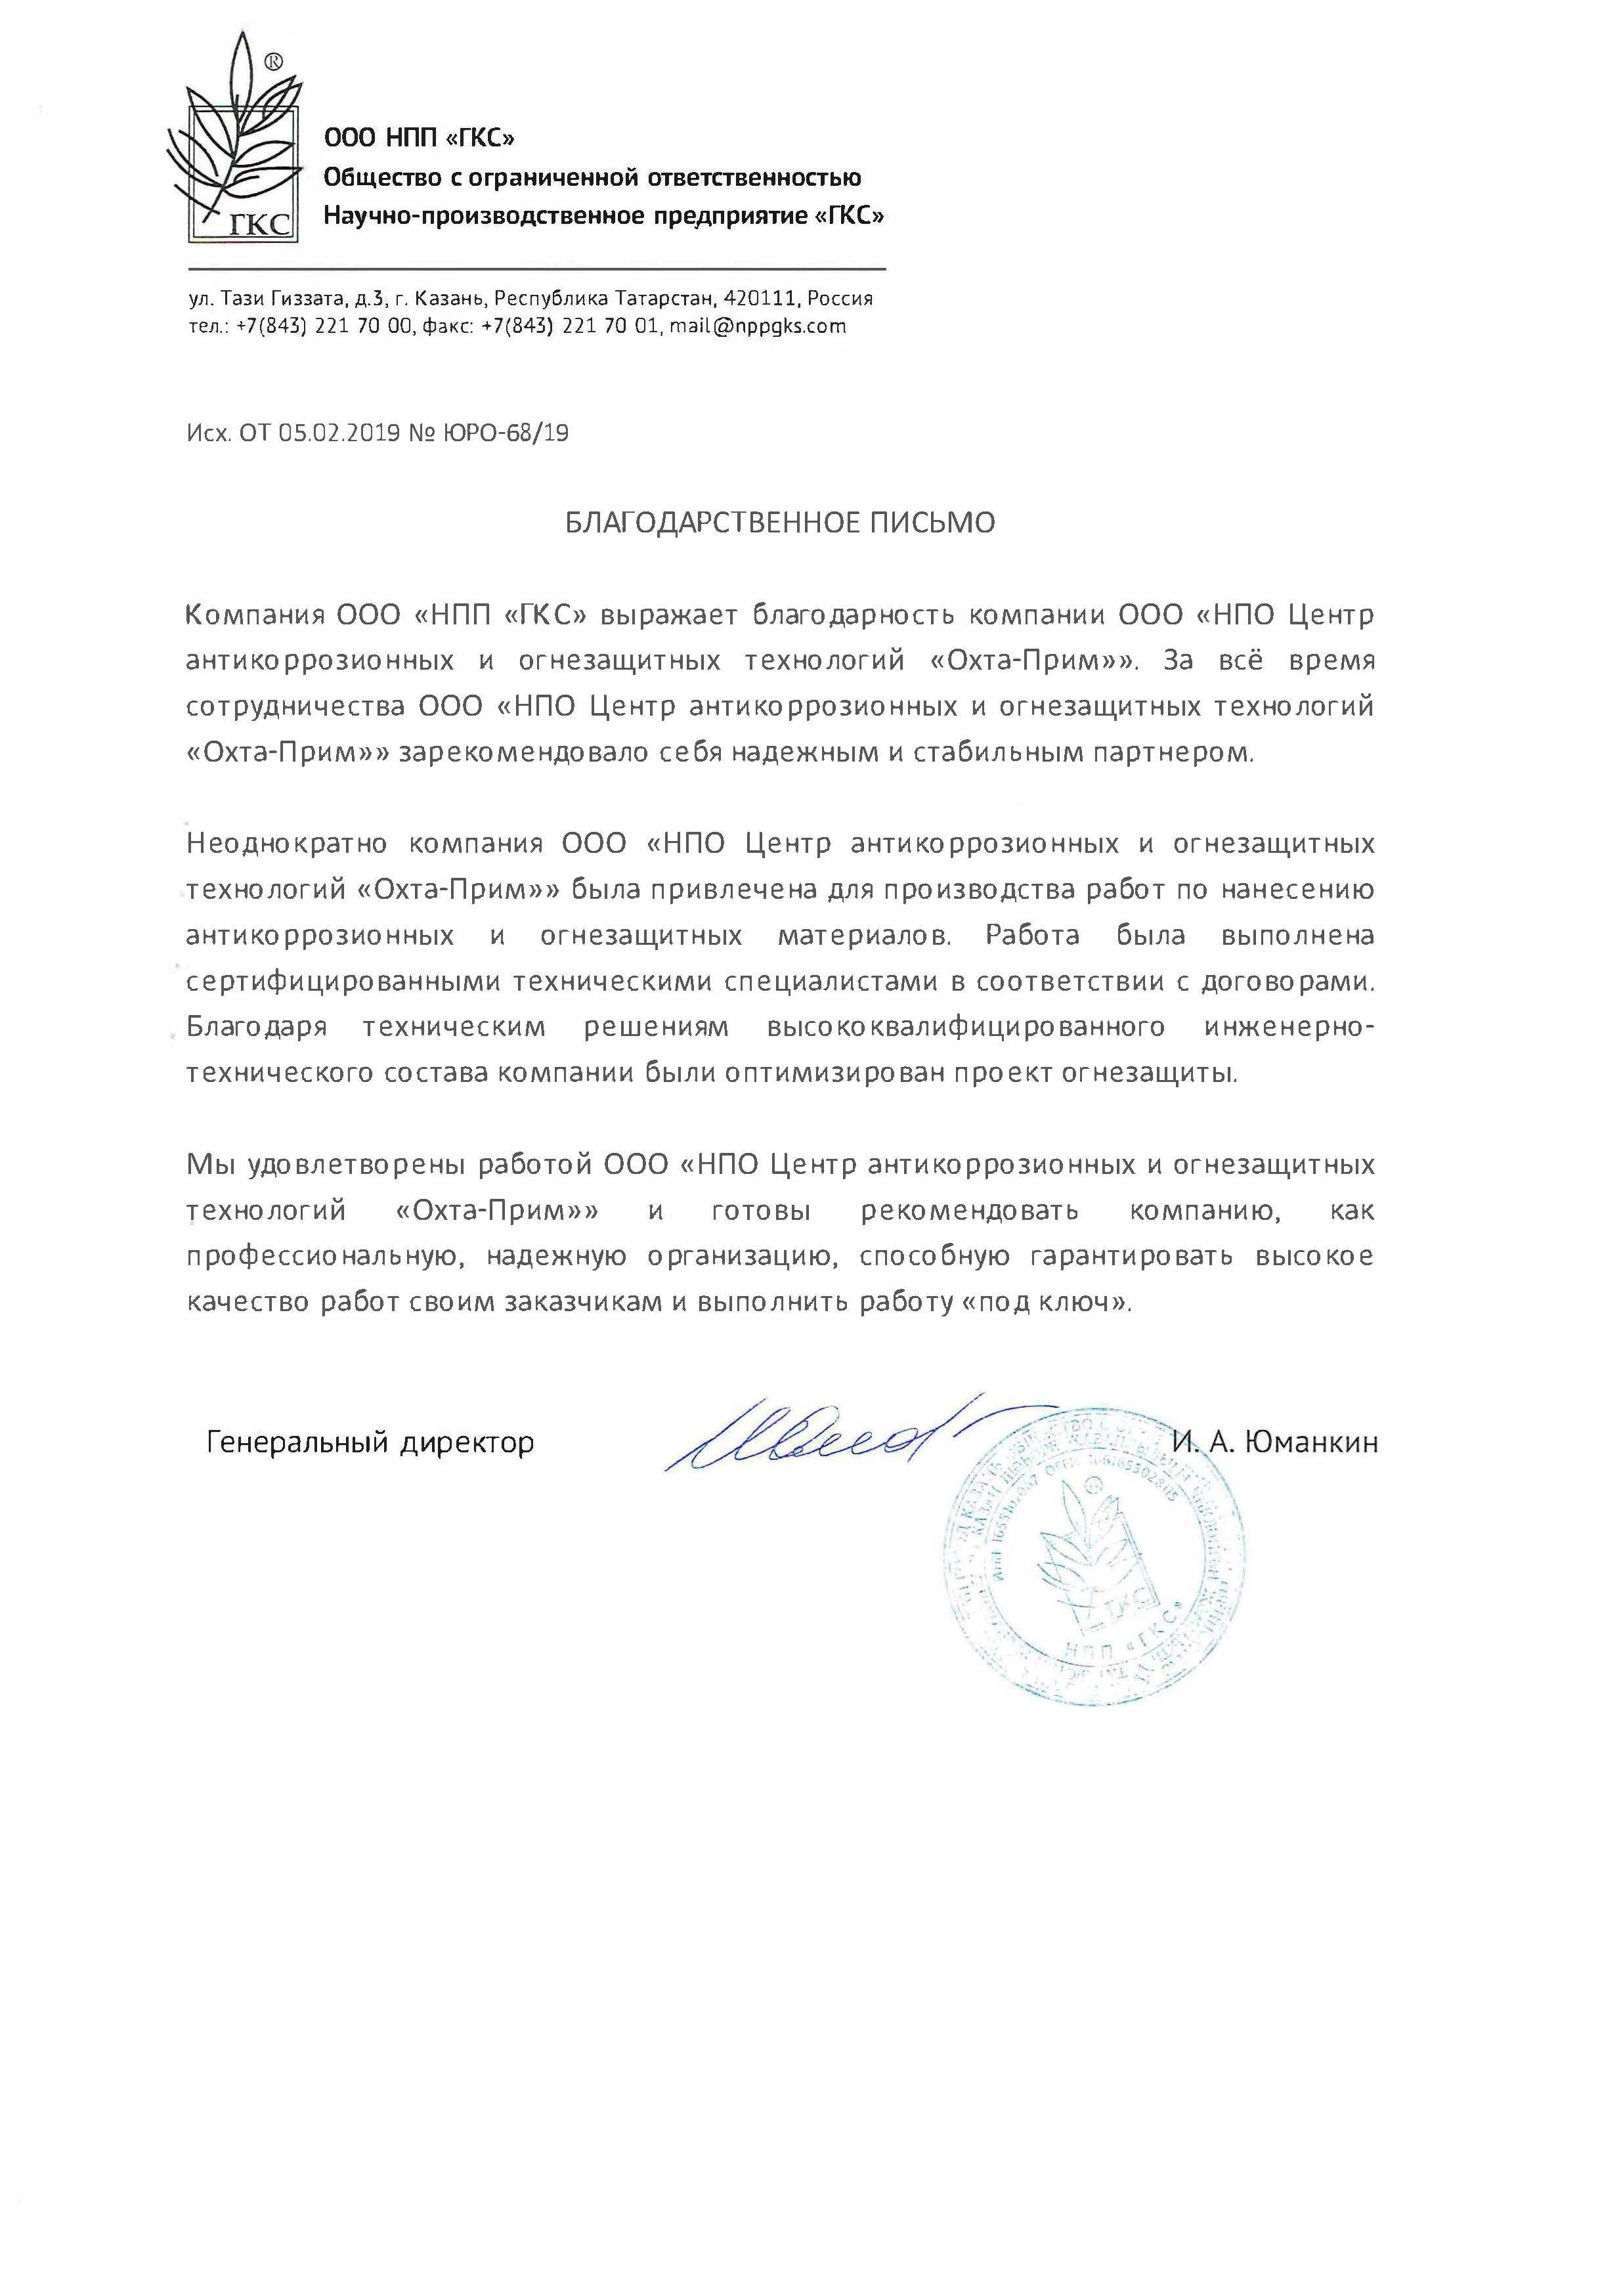 ®
ГКС
ООО НПП «ГКС»
Общество с ограниченной ответственностью
Научно-производственное предприятие «ГКС»
ул. Тази Гиззата, д.3, г. Казань, Республика Татарстан, 420111, Россия
тел.: +7(843) 221 70 00, факс: +7(843) 221 70 01, mail@nppgks.com
Исх. ОТ 05.02.2019 № ЮРО-68/19
БЛАГОДАРСТВЕННОЕ ПИСЬМО
Компания ООО «НПП «ГКС» выражает благодарность компании ООО «НПО Центр
антикоррозионных и огнезащитных технологий «Охта-Прим»». За всё время
сотрудничества ООО «НПО Центр антикоррозионных и огнезащитных технологий
«Охта-Прим»» зарекомендовало себя надежным и стабильным партнером.
Неоднократно компания ООО «НПО Центр антикоррозионных и огнезащитных
технологий «Охта-Прим»» была привлечена для производства работ по нанесению
антикоррозионных и огнезащитных материалов. Работа была выполнена
сертифицированными техническими специалистами в соответствии с договорами.
Благодаря техническим решениям высококвалифицированного инженерно-
технического состава компании были оптимизирован проект огнезащиты.
Мы удовлетворены работой ООО «НПО Центр антикоррозионных и огнезащитных
технологий «Охта-Прим»» и готовы рекомендовать компанию, как
профессиональную, надежную организацию, способную гарантировать высокое
качество работ своим заказчикам и выполнить работу «под ключ».
Генеральный директор
И. А. Юманкин
НПП «ГКС»